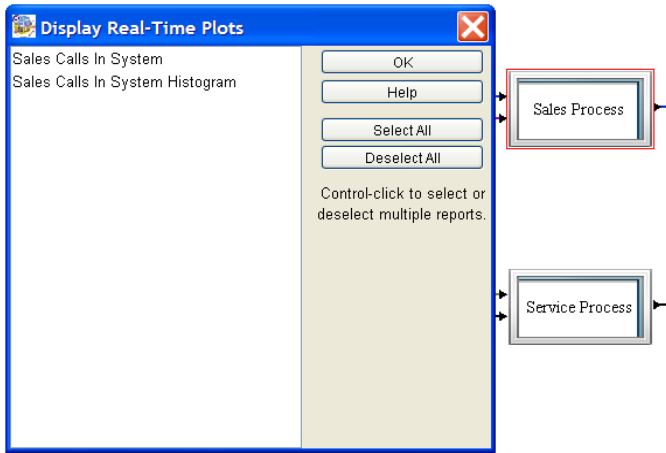 Display Real-Time Plots
Sales Calls In System
Sales Calls In System Histogram
OK
Help
Select All
Deselect All
Control-click to select or
deselect multiple reports.
Sales Process
Service Process